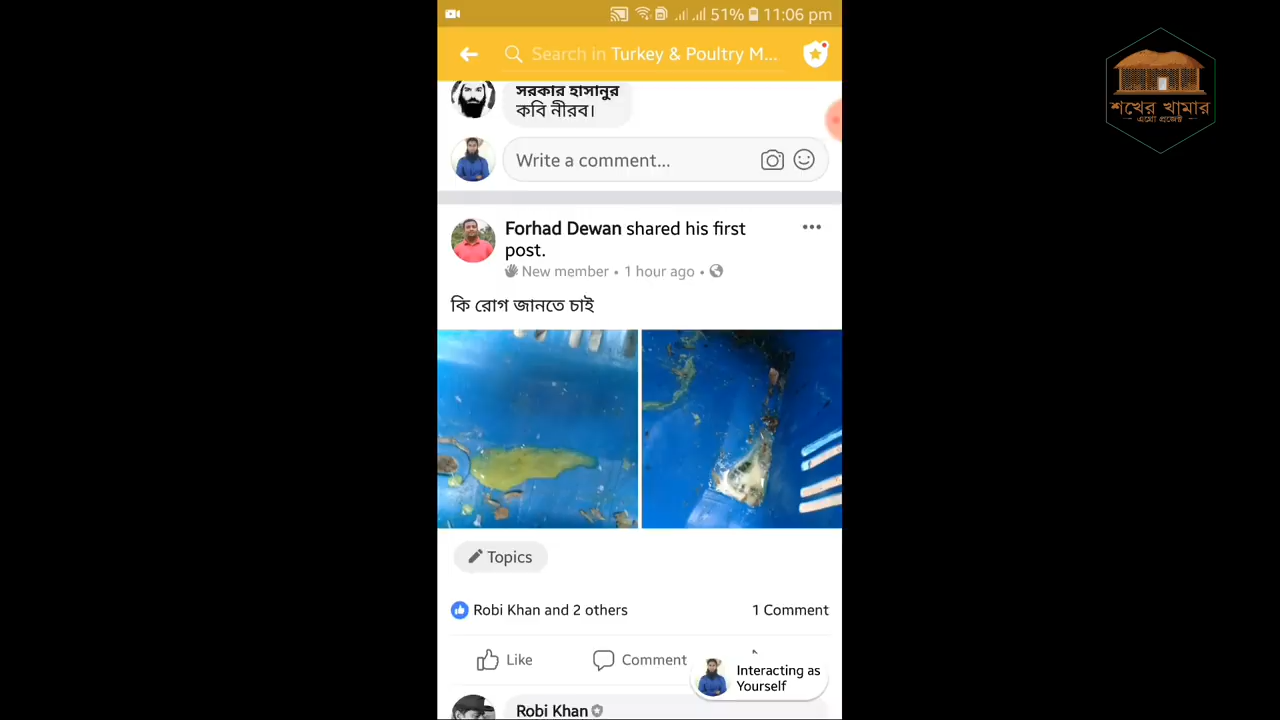 51% 11:06 pm
Search in Turkey & Poultry M...
সরকার হাসানুর
কবি নীরব।
Write a comment...
Forhad Dewan shared his first
post.
New member • 1 hour ago •
কি রোগ জানতে চাই
Topics
Robi Khan and 2 others
1 Comment
Like
Comment
Interacting as
Yourself
Robi Khan
শখের খামার
এগ্রো প্রজেক্ট